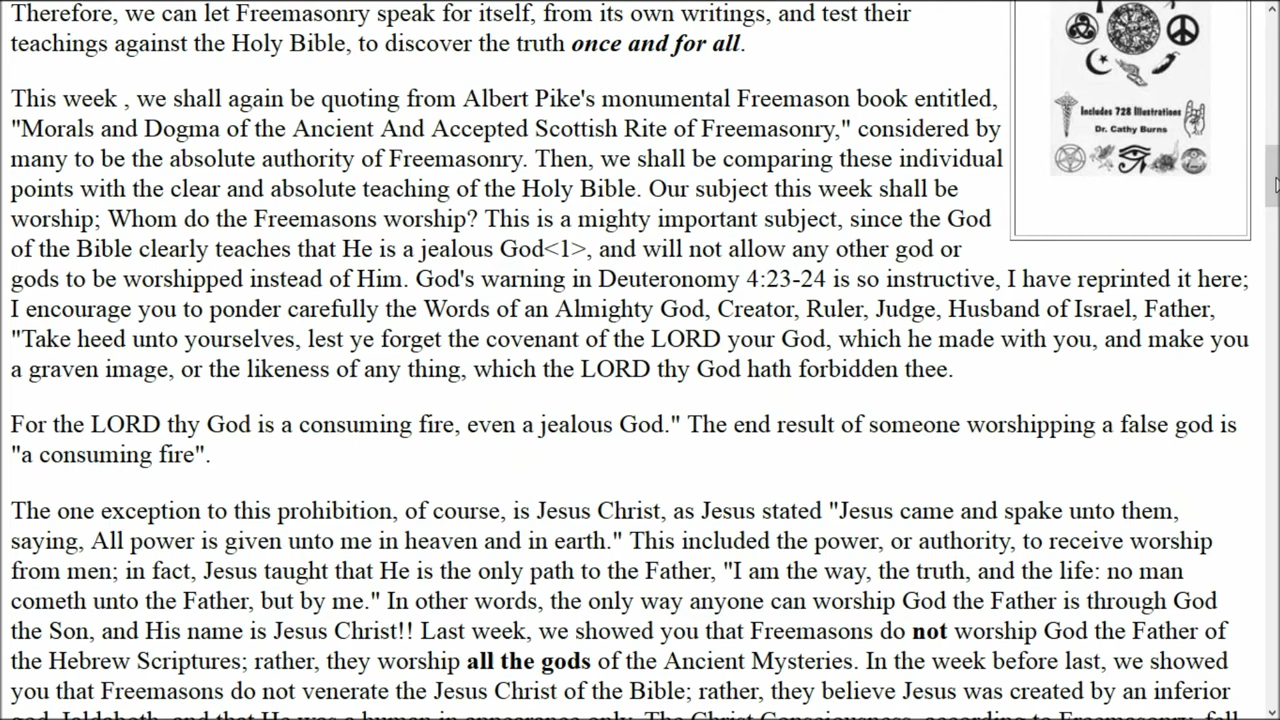 Therefore, we can let Freemasonry speak for itself, from its own writings, and test their
teachings against the Holy Bible, to discover the truth once and for all.
This week , we shall again be quoting from Albert Pike's monumental Freemason book entitled,
"Morals and Dogma of the Ancient And Accepted Scottish Rite of Freemasonry," considered by
many to be the absolute authority of Freemasonry. Then, we shall be comparing these individual
points with the clear and absolute teaching of the Holy Bible. Our subject this week shall be
worship; Whom do the Freemasons worship? This is a mighty important subject, since the God
of the Bible clearly teaches that He is a jealous God<1>, and will not allow any other god or
gods to be worshipped instead of Him. God's warning in Deuteronomy 4:23-24 is so instructive, I have reprinted it here;
I encourage you to ponder carefully the Words of an Almighty God, Creator, Ruler, Judge, Husband of Israel, Father,
"Take heed unto yourselves, lest ye forget the covenant of the LORD your God, which he made with you, and make you
a graven image, or the likeness of any thing, which the LORD thy God hath forbidden thee.
For the LORD thy God is a consuming fire, even a jealous God." The end result of someone worshipping a false god is
"a consuming fire".
The one exception to this prohibition, of course, is Jesus Christ, as Jesus stated "Jesus came and spake unto them,
saying, All power is given unto me in heaven and in earth." This included the power, or authority, to receive worship
from men; in fact, Jesus taught that He is the only path to the Father, "I am the way, the truth, and the life: no man
cometh unto the Father, but by me." In other words, the only way anyone can worship God the Father is through God
the Son, and His name is Jesus Christ!! Last week, we showed you that Freemasons do not worship God the Father of
the Hebrew Scriptures; rather, they worship all the gods of the Ancient Mysteries. In the week before last, we showed
you that Freemasons do not venerate the Jesus Christ of the Bible; rather, they believe Jesus was created by an inferior
god, Jaldaboth, and that He was a human in appearance only. The Christ Consciousness, according to Freemasonry, fell
Includes 728 Illustrations
Dr. Cathy Burns